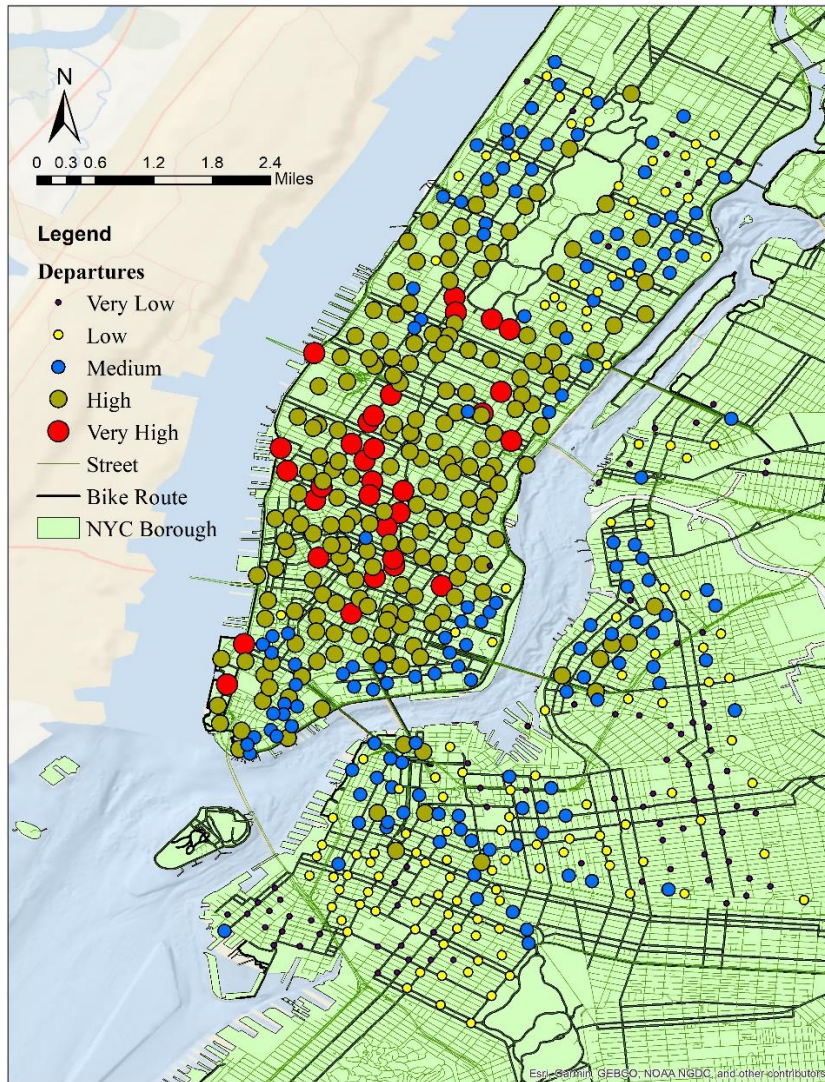 N
0 0.3 0.6 1.2 1.8 2.4
Miles
Legend
Departures
Very Low
Low
Medium
High
Very High
Street
Bike Route
NYC Borough
Esri, Garmin, GEBCO, NOAA NGDC, and other contributors